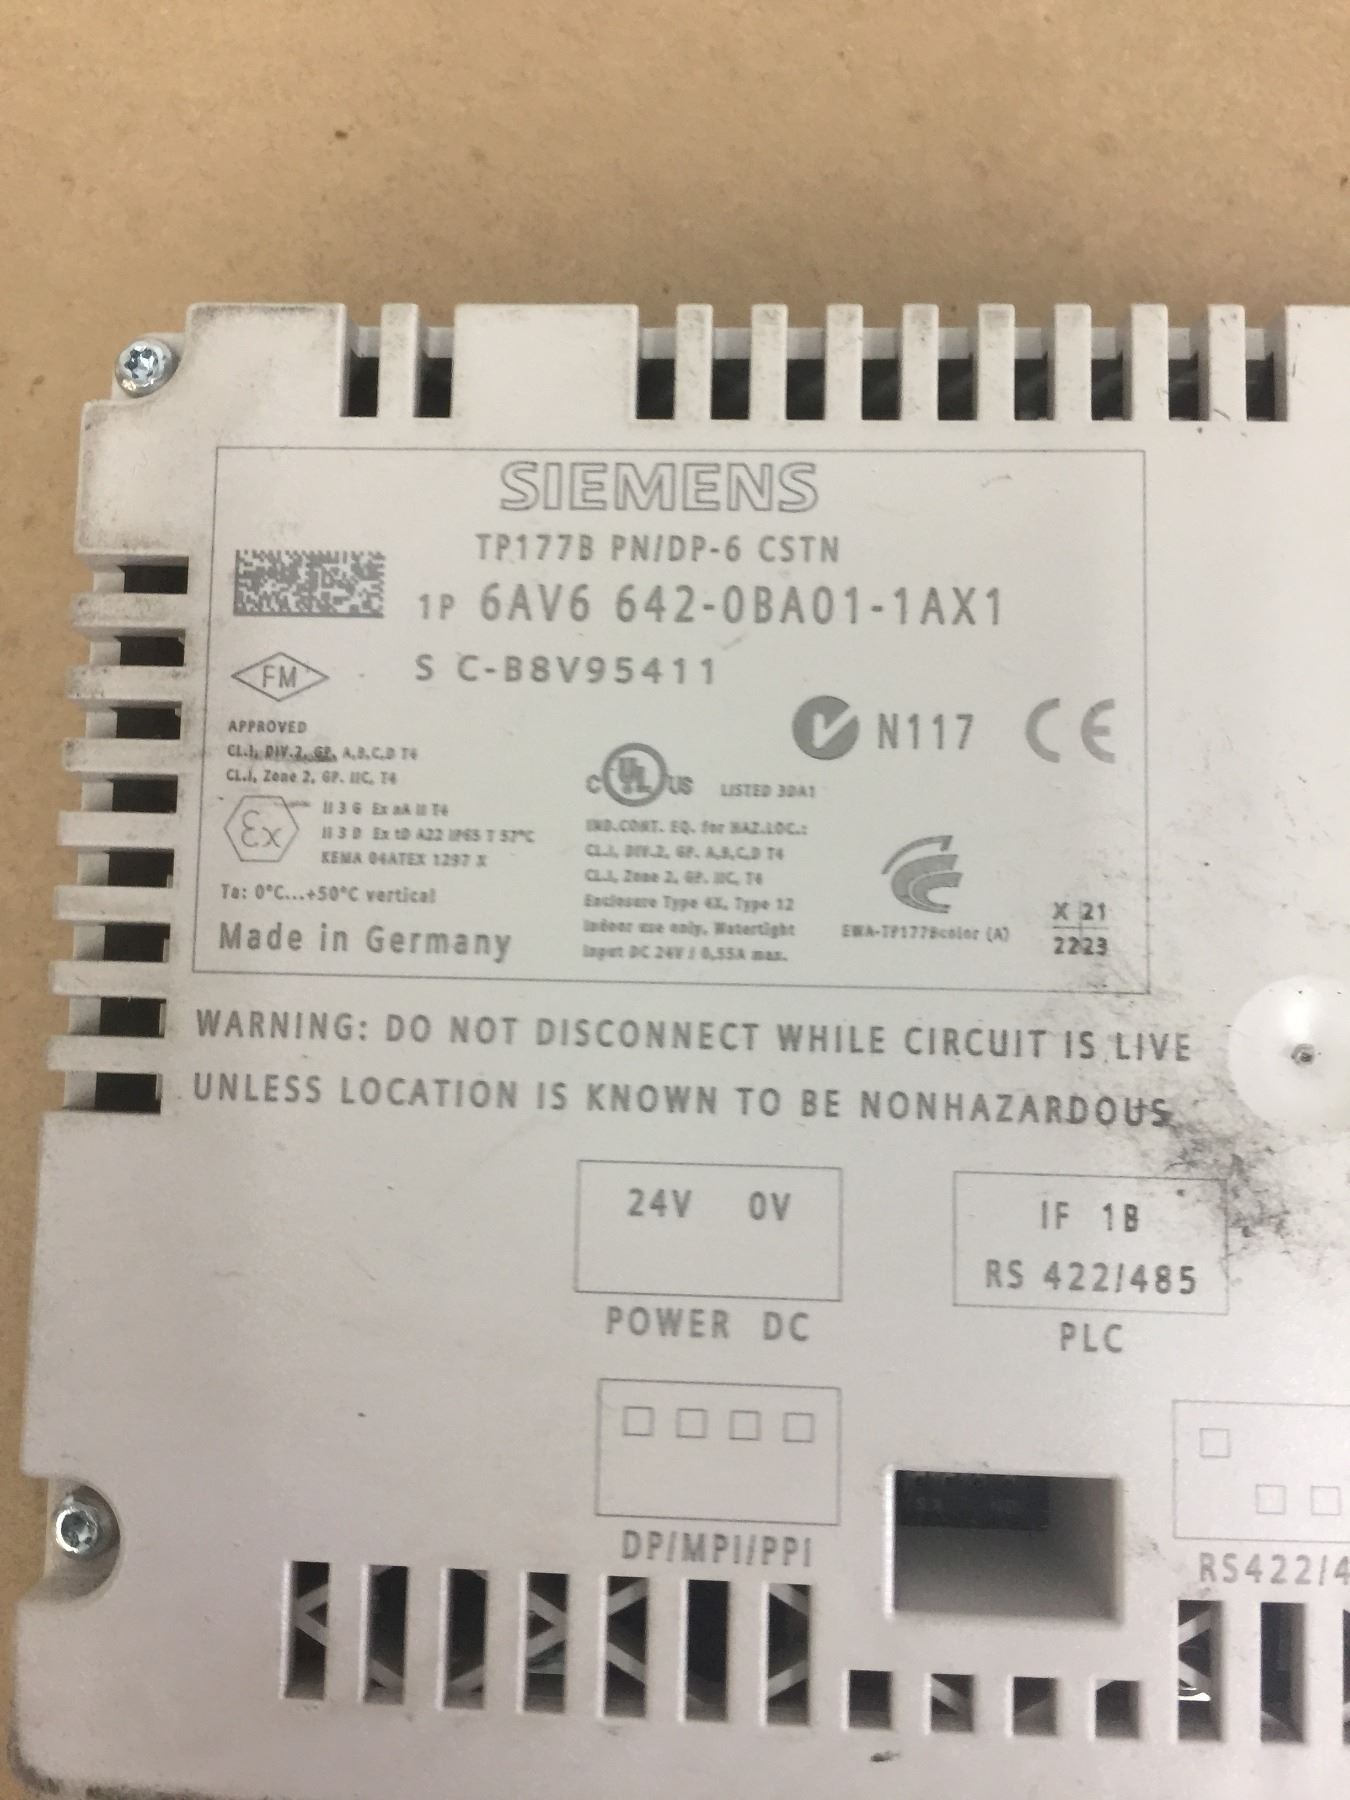 SIEMENS
TP177B PN/DP-6 CSTN
1P 6AV6 642-0BA01-1AX1
S C-B8V95411
FM
APPROVED
CL.I, DIV.2, GP. A,B,C,D T4
CL.I, Zone 2, GP. IIC, T4
N117 CE
C UL US LISTED 3DA1
Ex II 3 G Ex nA II T4
II 3 D Ex tD A22 IP65 T 57°C
KEMA 04ATEX 1297 X
Ta: 0°C...+50°C vertical
Made in Germany
IND.CONT. EQ. for HAZ.LOC.:
CL.I, DIV.2, GP. A,B,C,D T4
CL.I, Zone 2, GP. IIC, T4
Enclosure Type 4X, Type 12
Indoor use only, Watertight
Input DC 24V / 0,55A max.
EWA-TP177Bcolor (A)
X 21
2223
WARNING: DO NOT DISCONNECT WHILE CIRCUIT IS LIVE
UNLESS LOCATION IS KNOWN TO BE NONHAZARDOUS
24V 0V
POWER DC
IF 1B
RS 422/485
PLC
DP/MPI/PPI
RS422/4